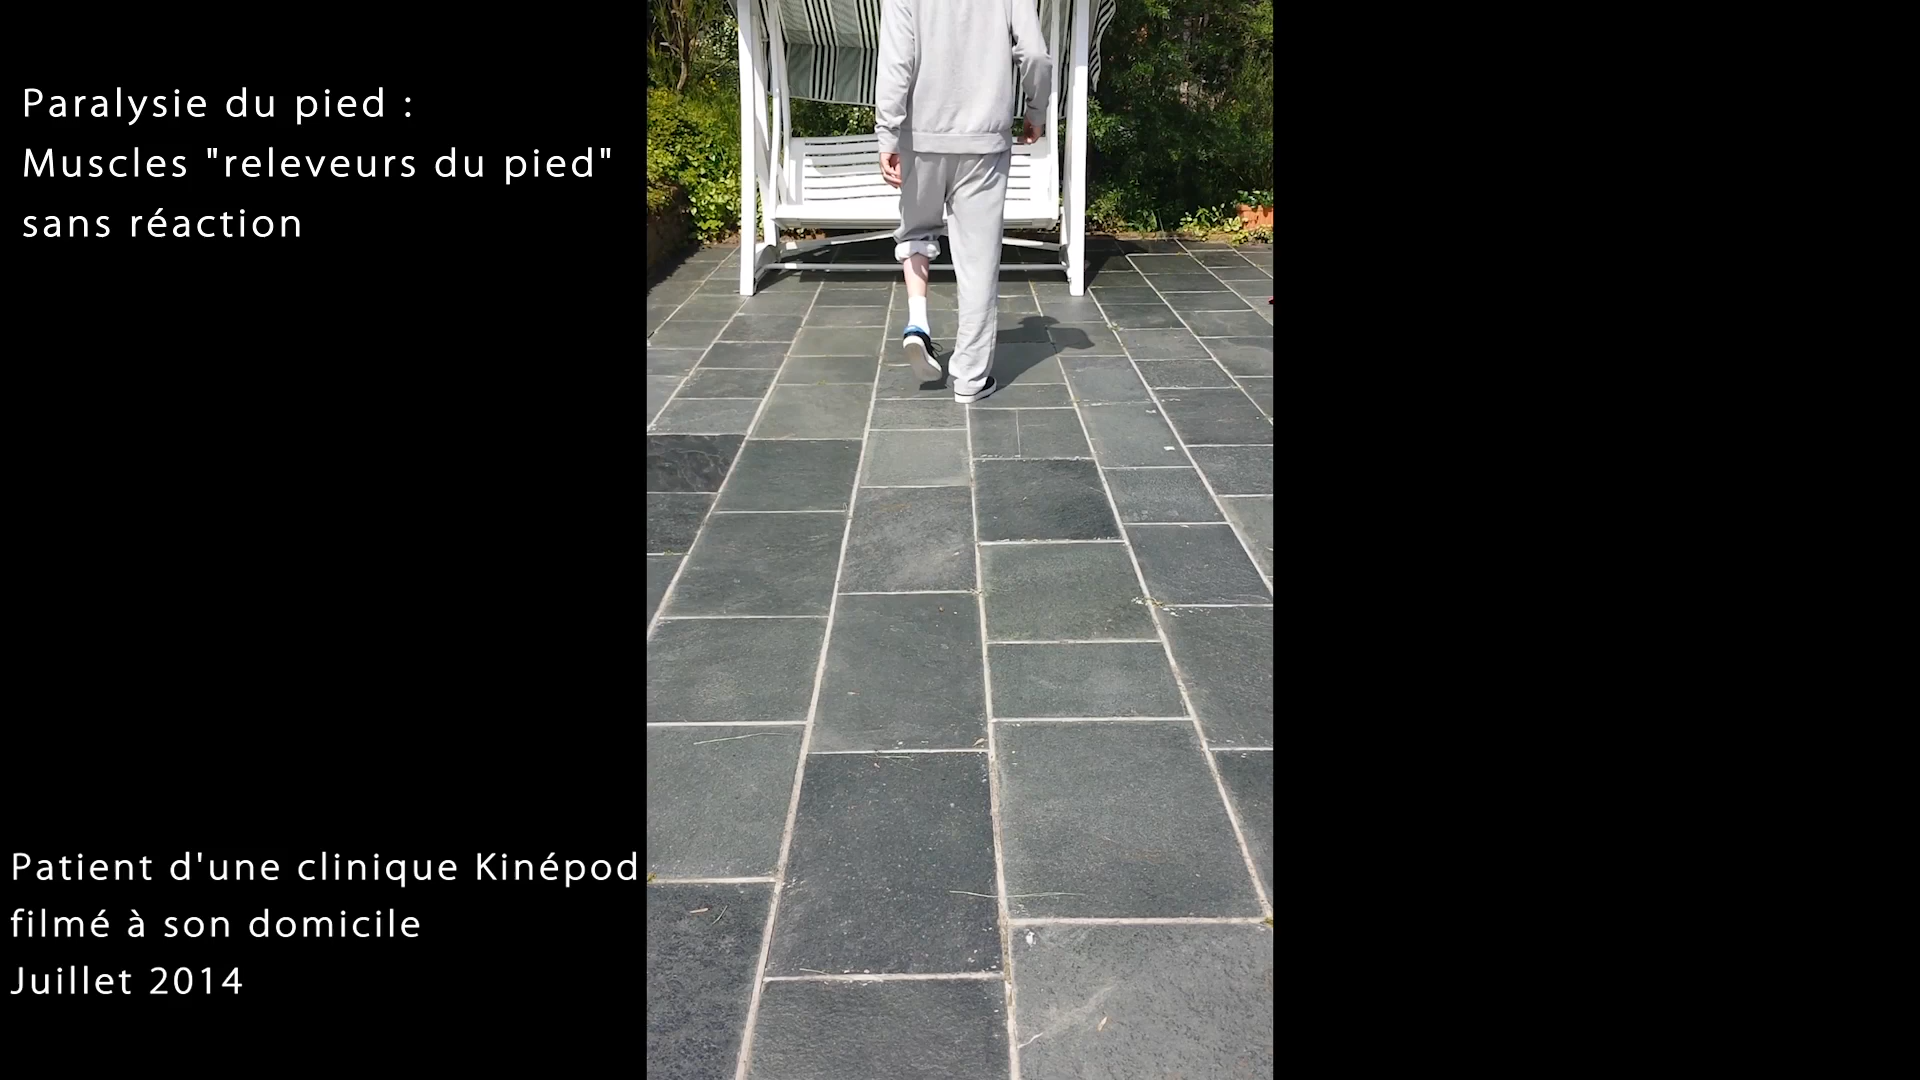 Paralysie du pied :
Muscles "releveurs du pied"
sans réaction
Patient d'une clinique Kinépod
filmé à son domicile
Juillet 2014